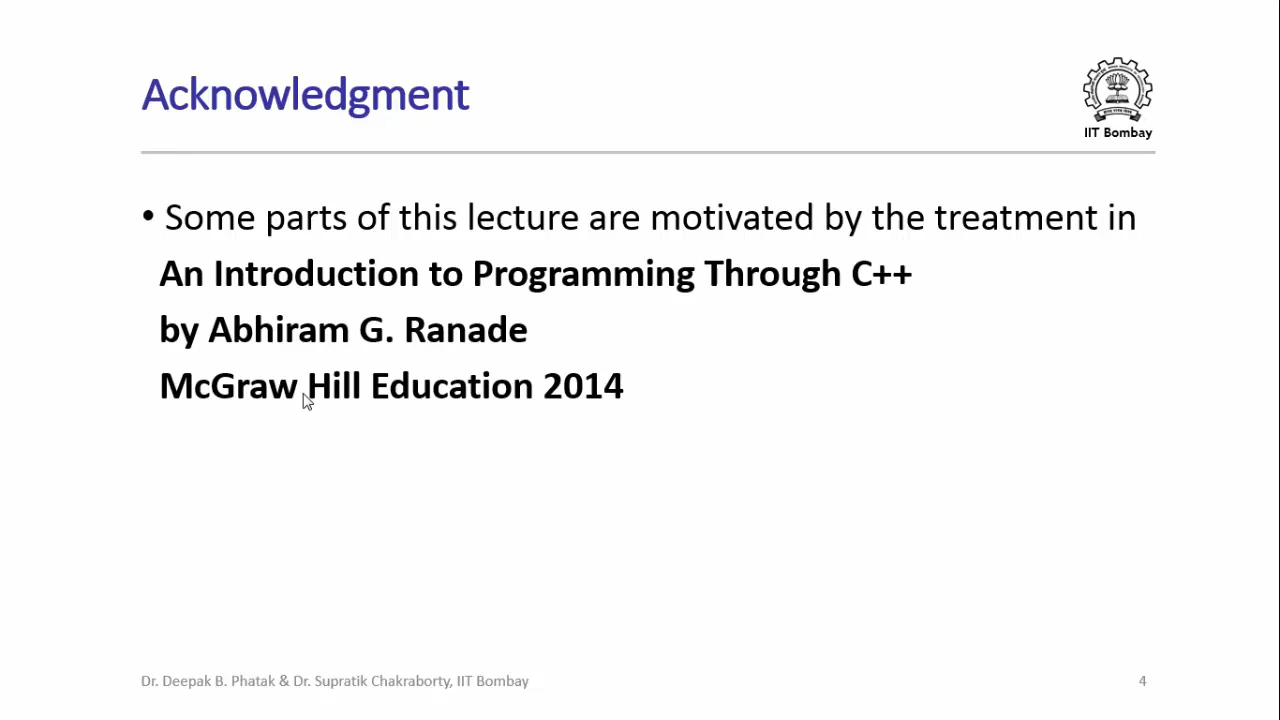 Acknowledgment
IIT Bombay
• Some parts of this lecture are motivated by the treatment in
An Introduction to Programming Through C++
by Abhiram G. Ranade
McGraw Hill Education 2014
Dr. Deepak B. Phatak & Dr. Supratik Chakraborty, IIT Bombay
4